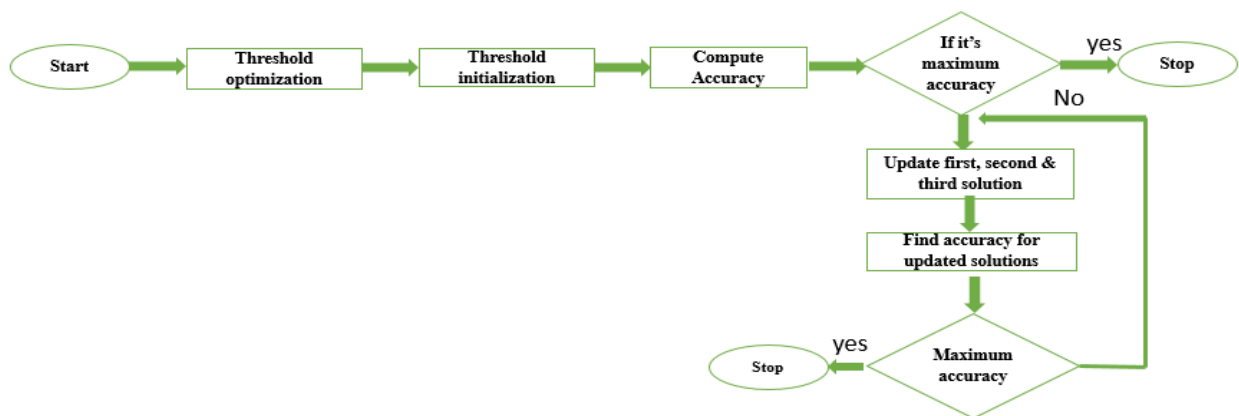 Start
Threshold
optimization
Threshold
initialization
Compute
Accuracy
If it's
maximum
accuracy
yes
Stop
No
Update first, second &
third solution
Find accuracy for
updated solutions
Maximum
accuracy
yes
Stop